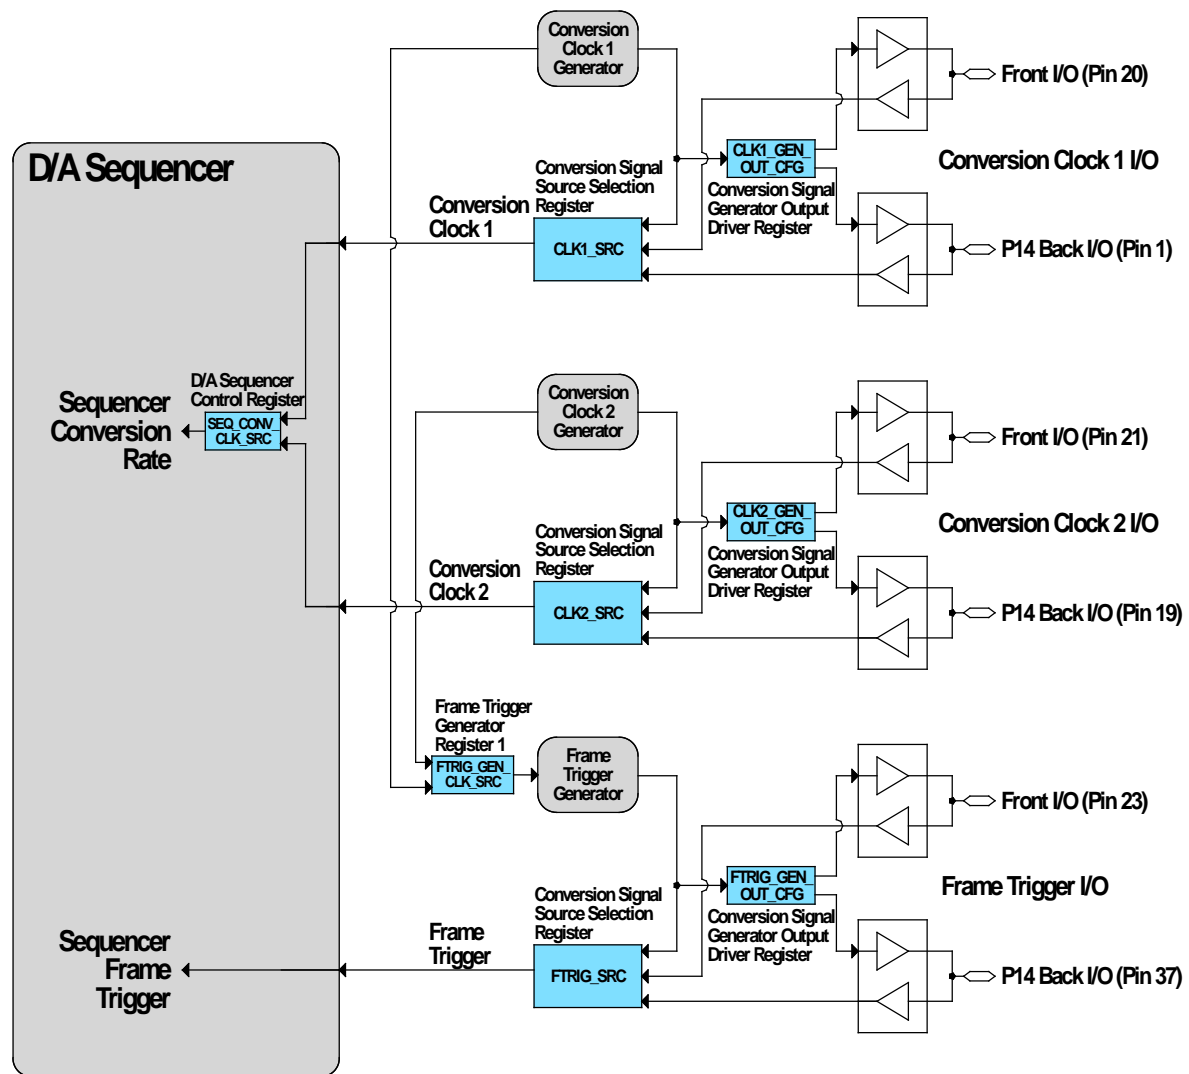 Conversion
Clock 1
Generator
Front I/O (Pin 20)
D/A Sequencer
CLK1_GEN_
OUT_CFG
Conversion Clock 1 I/O
Conversion Signal
Source Selection
Register
Conversion Signal
Generator Output
Driver Register
Conversion
Clock 1
CLK1_SRC
P14 Back I/O (Pin 1)
D/A Sequencer
Control Register
Sequencer
Conversion
Rate
SEQ_CONV_
CLK_SRC
Conversion
Clock 2
Generator
Front I/O (Pin 21)
CLK2_GEN_
OUT_CFG
Conversion Clock 2 I/O
Conversion Signal
Source Selection
Register
Conversion Signal
Generator Output
Driver Register
Conversion
Clock 2
CLK2_SRC
P14 Back I/O (Pin 19)
Frame Trigger
Generator
Register 1
FTRIG_GEN_
CLK_SRC
Frame
Trigger
Generator
Front I/O (Pin 23)
FTRIG_GEN_
OUT_CFG
Frame Trigger I/O
Conversion Signal
Source Selection
Register
Conversion Signal
Generator Output
Driver Register
Sequencer
Frame
Trigger
Frame
Trigger
FTRIG_SRC
P14 Back I/O (Pin 37)